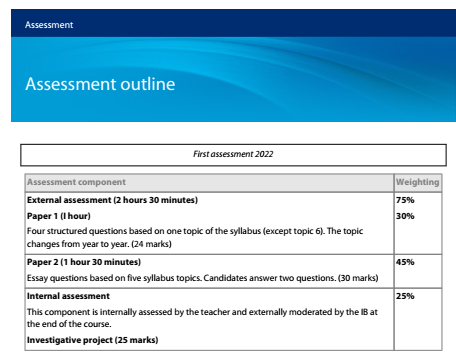 Assessment
Assessment outline
First assessment 2022
Assessment component Weighting
External assessment (2 hours 30 minutes) 75%
Paper 1 (I hour) 30%
Four structured questions based on one topic of the syllabus (except topic 6). The topic
changes from year to year. (24 marks)
Paper 2 (1 hour 30 minutes) 45%
Essay questions based on five syllabus topics. Candidates answer two questions. (30 marks)
Internal assessment 25%
This component is internally assessed by the teacher and externally moderated by the IB at
the end of the course.
Investigative project (25 marks)